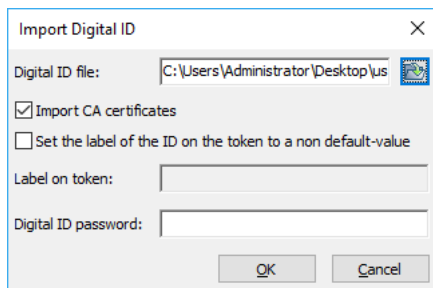 Import Digital ID
Digital ID file: C:\Users\Administrator\Desktop\us
Import CA certificates
Set the label of the ID on the token to a non default-value
Label on token:
Digital ID password:
OK Cancel